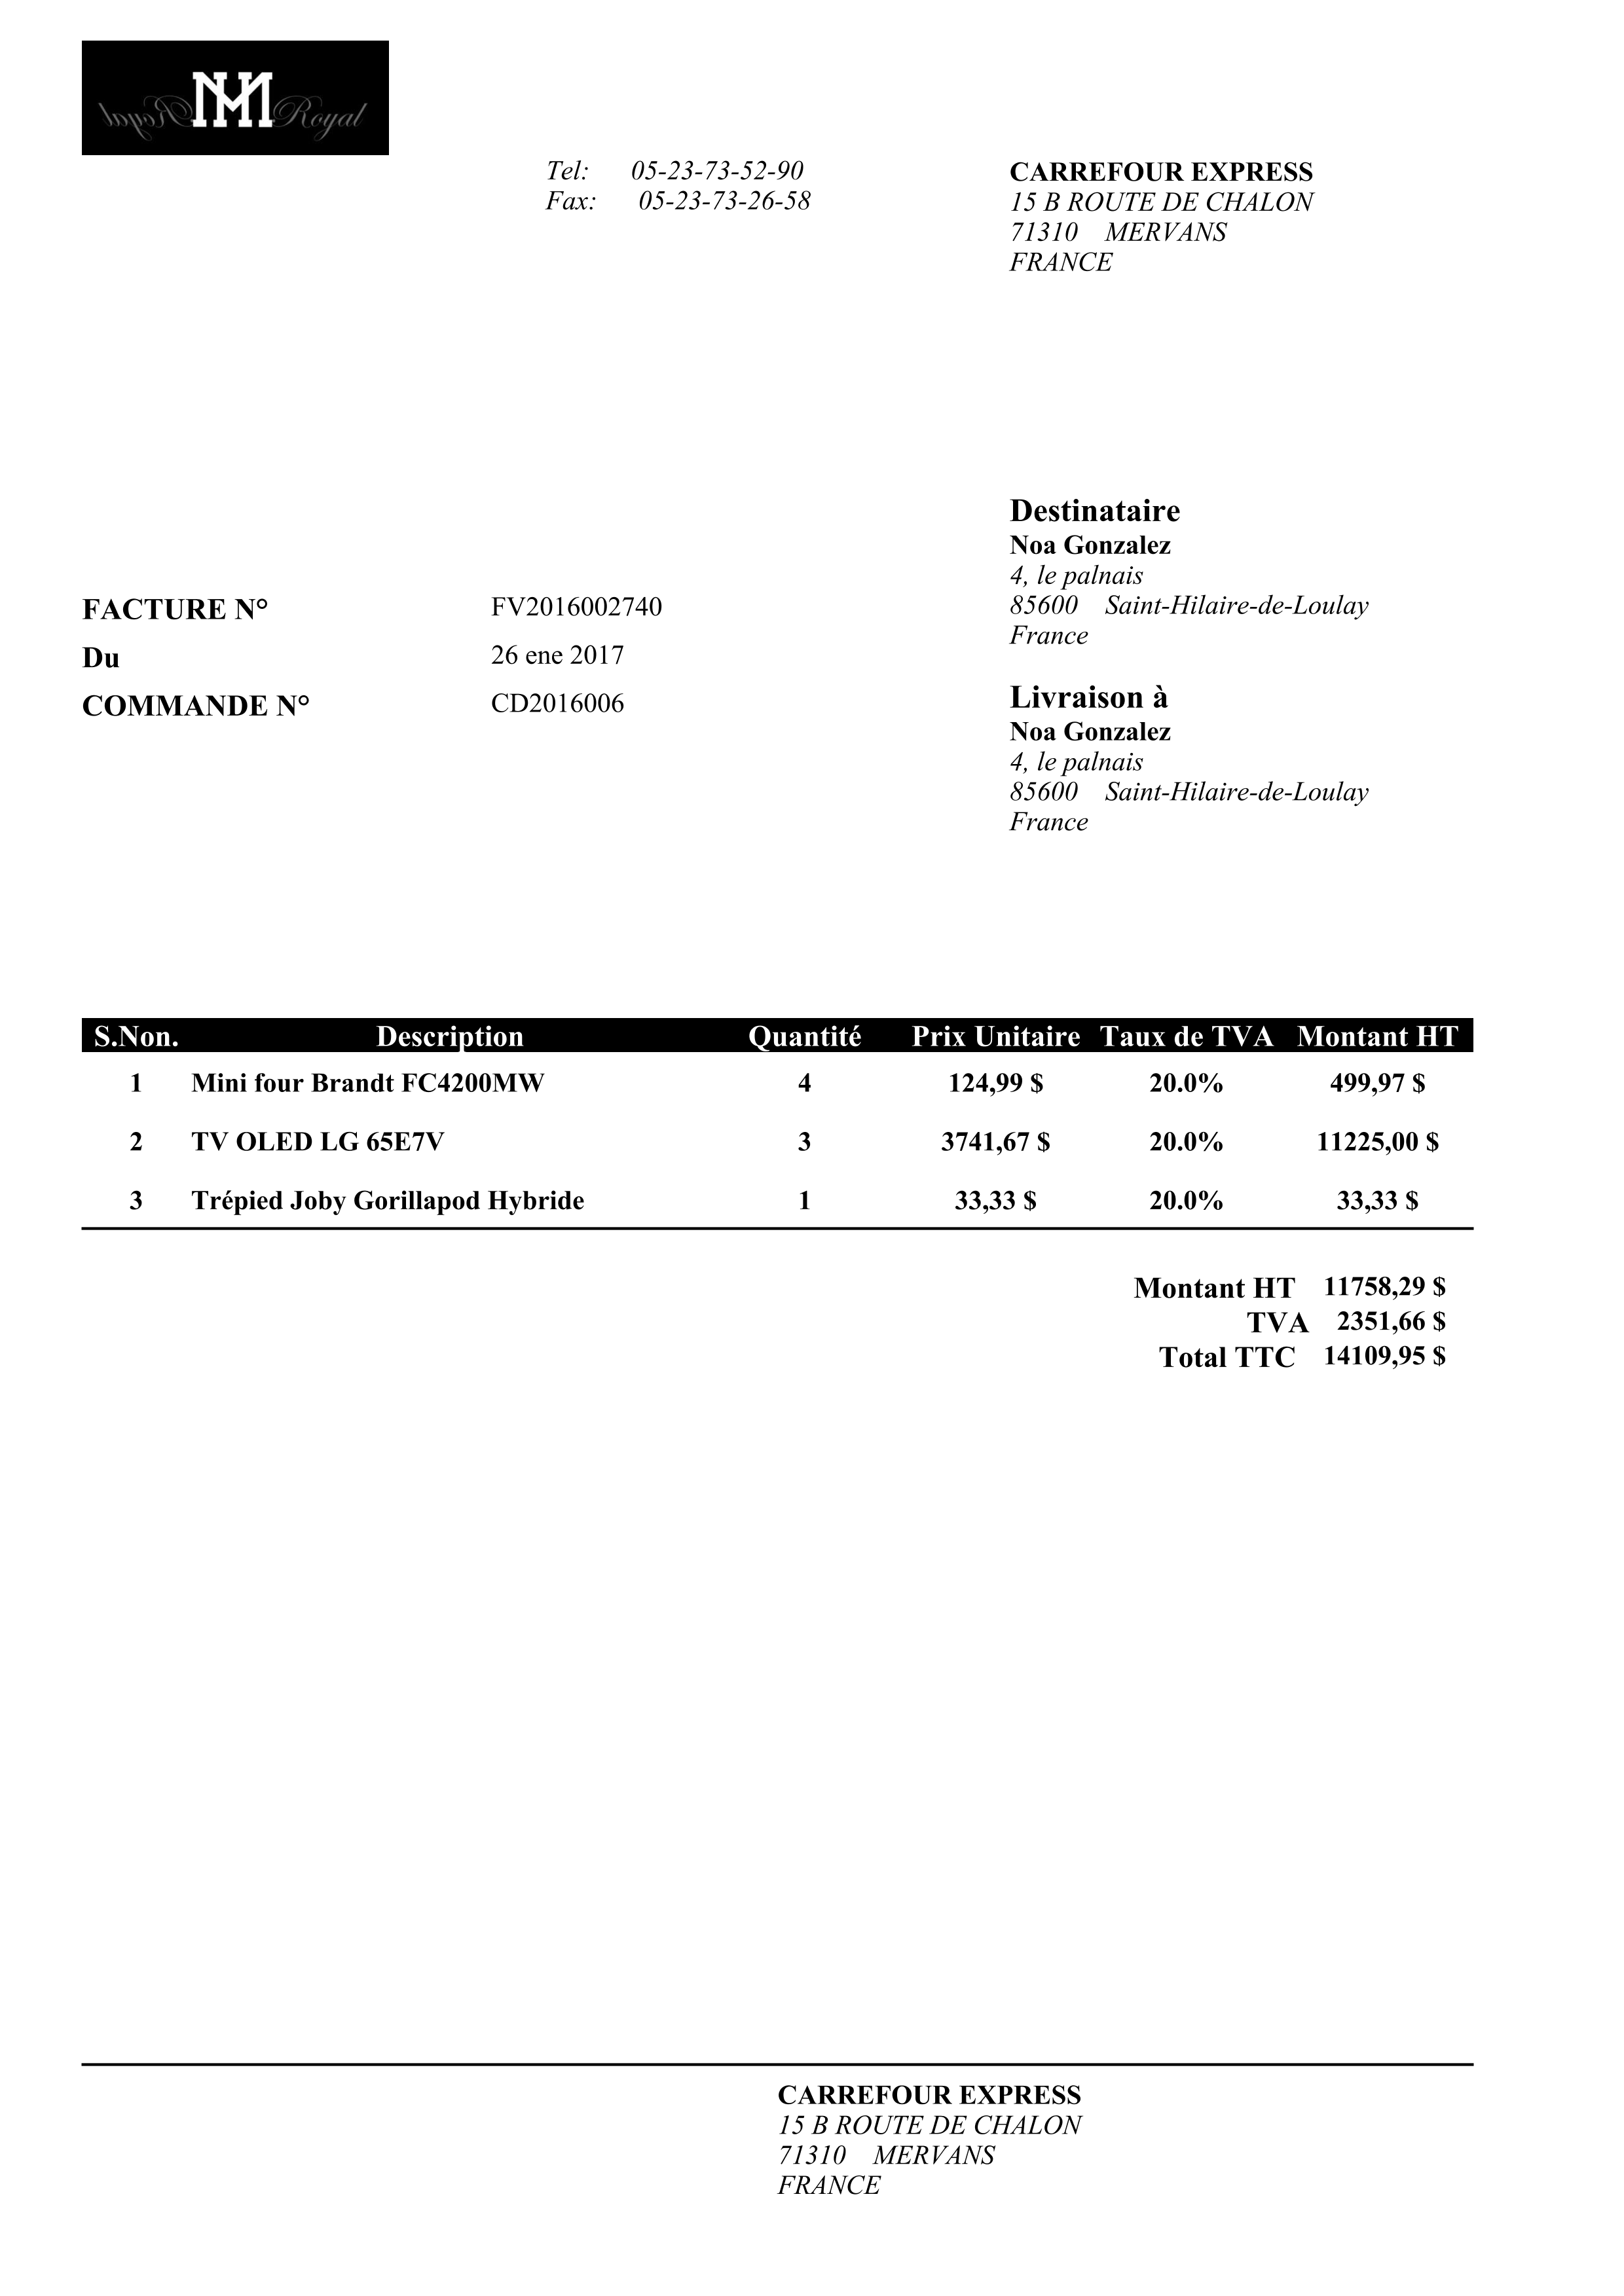 Royal HM Royal
Tel: 05-23-73-52-90
Fax: 05-23-73-26-58
CARREFOUR EXPRESS
15 B ROUTE DE CHALON
71310 MERVANS
FRANCE
Destinataire
Noa Gonzalez
4, le palnais
85600 Saint-Hilaire-de-Loulay
France
FACTURE N° FV2016002740
Du 26 ene 2017
COMMANDE N° CD2016006
Livraison à
Noa Gonzalez
4, le palnais
85600 Saint-Hilaire-de-Loulay
France
S.Non. Description Quantité Prix Unitaire Taux de TVA Montant HT
1 Mini four Brandt FC4200MW 4 124,99 $ 20.0% 499,97 $
2 TV OLED LG 65E7V 3 3741,67 $ 20.0% 11225,00 $
3 Trépied Joby Gorillapod Hybride 1 33,33 $ 20.0% 33,33 $
Montant HT 11758,29 $
TVA 2351,66 $
Total TTC 14109,95 $
CARREFOUR EXPRESS
15 B ROUTE DE CHALON
71310 MERVANS
FRANCE